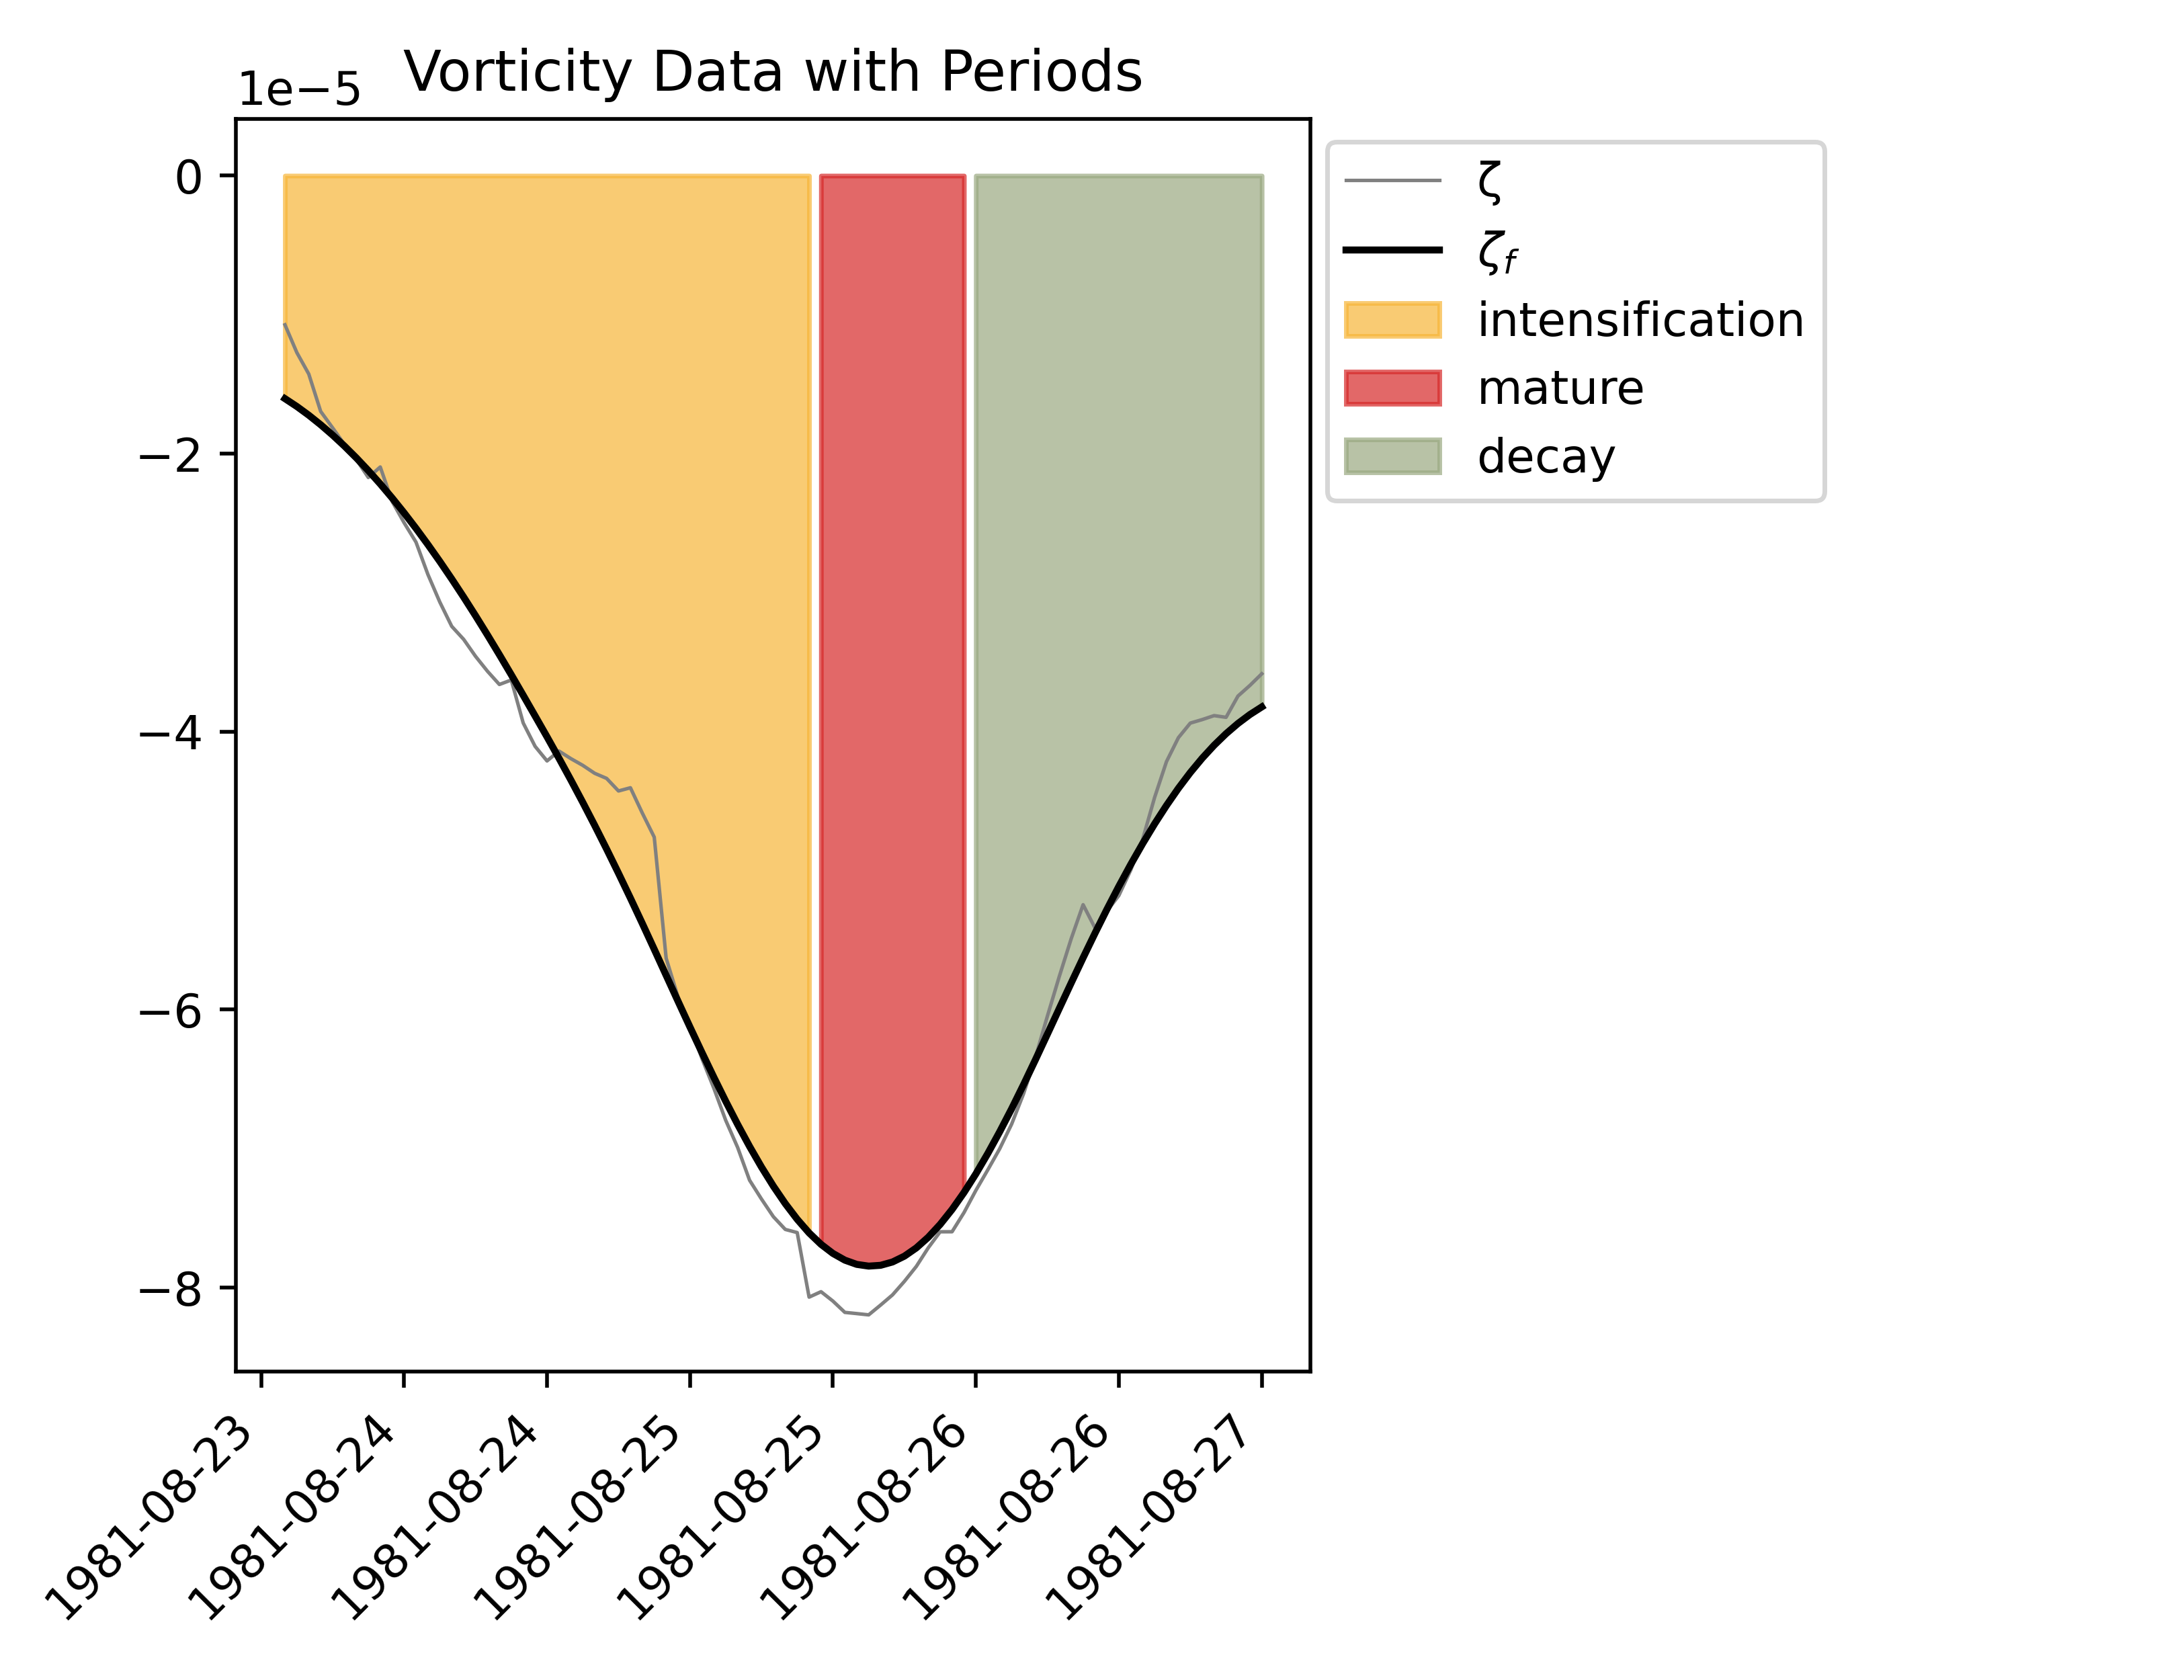 Vorticity Data with Periods
1e−5
0
−2
−4
−6
−8
1981-08-23
1981-08-24
1981-08-24
1981-08-25
1981-08-25
1981-08-26
1981-08-26
1981-08-27
ζ
ζf
intensification
mature
decay